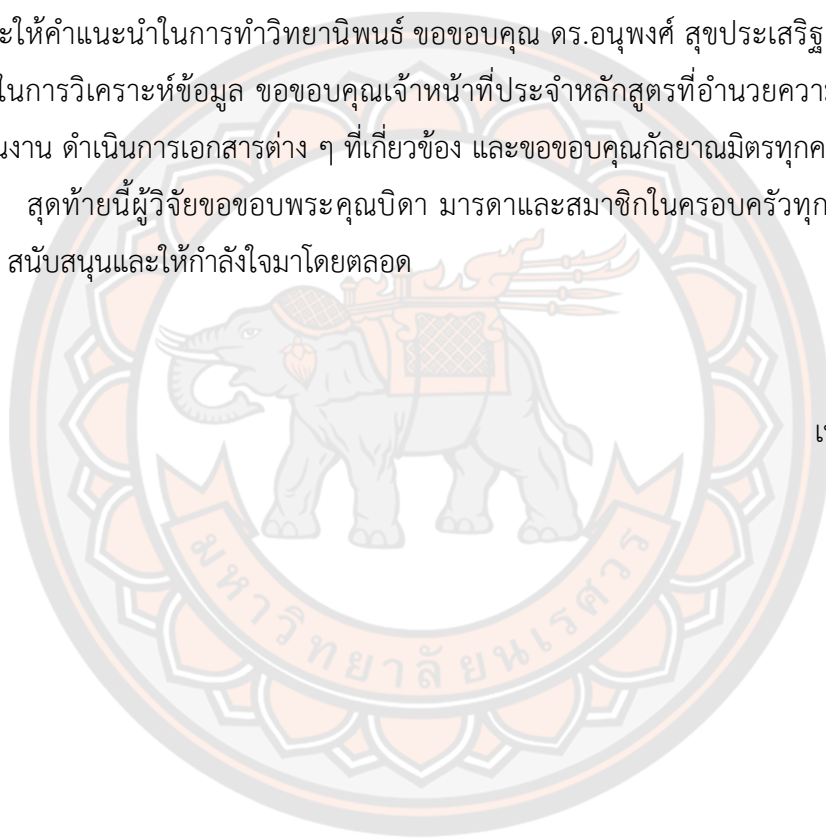 ะให้คำแนะนำในการทำวิทยานิพนธ์ ขอขอบคุณ ดร.อนุพงศ์ สุขประเสริฐ
ในการวิเคราะห์ข้อมูล ขอขอบคุณเจ้าหน้าที่ประจำหลักสูตรที่อำนวยควา
นงาน ดำเนินการเอกสารต่าง ๆ ที่เกี่ยวข้อง และขอขอบคุณกัลยาณมิตรทุกค
สุดท้ายนี้ผู้วิจัยขอขอบพระคุณบิดา มารดาและสมาชิกในครอบครัวทุก
สนับสนุนและให้กำลังใจมาโดยตลอด
มหาวิทยาลัยนเรศวร